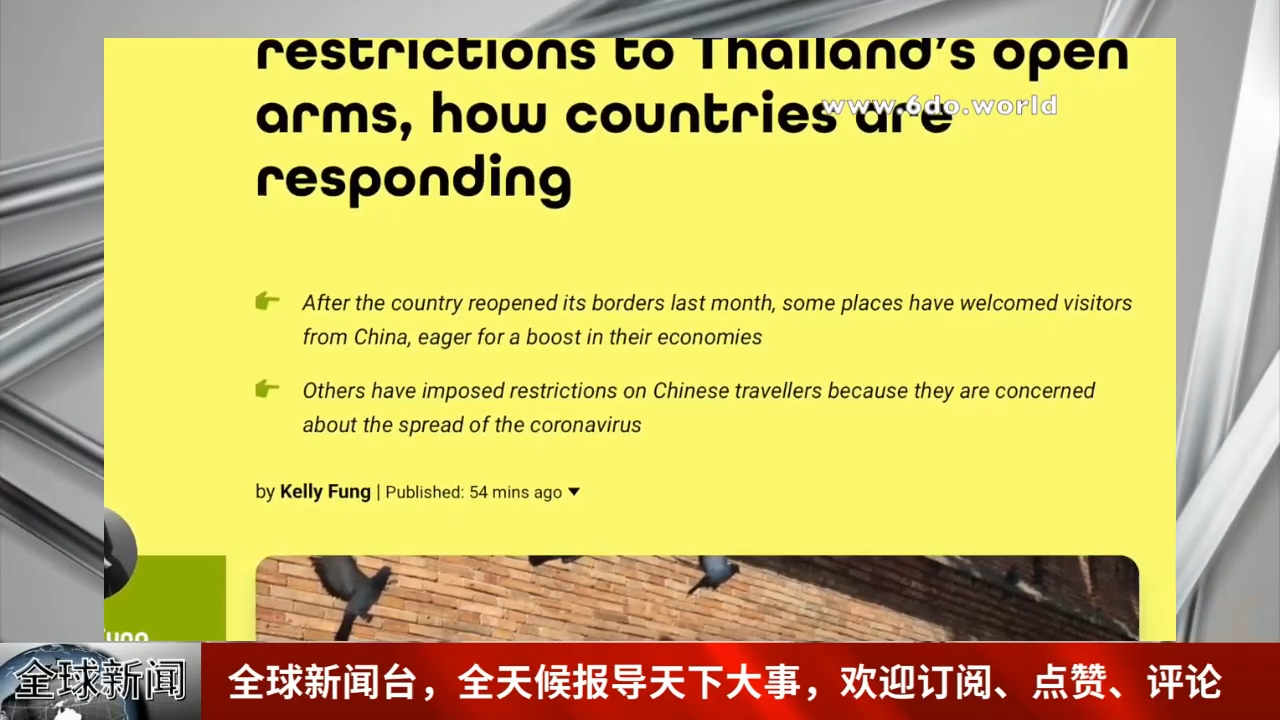 restrictions to Thailand's open
www.6do.world
arms, how countries are
responding
After the country reopened its borders last month, some places have welcomed visitors
from China, eager for a boost in their economies
Others have imposed restrictions on Chinese travellers because they are concerned
about the spread of the coronavirus
by Kelly Fung | Published: 54 mins ago
Fung
全球新闻
全球新闻台，全天候报导天下大事，欢迎订阅、点赞、评论